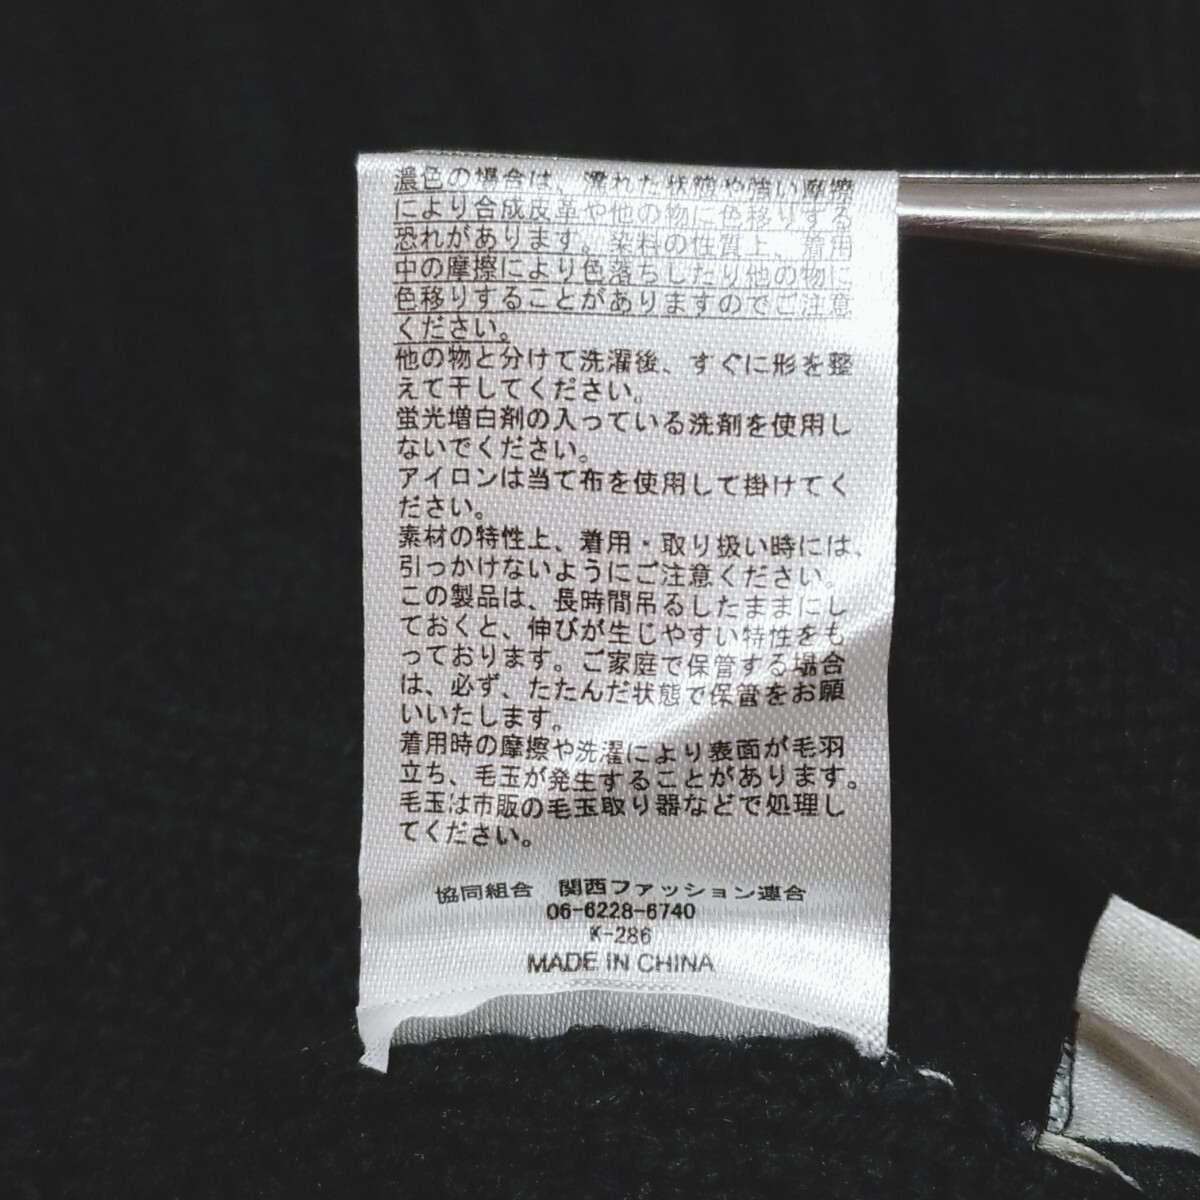 濃色の場合は、濡れた状態や強い摩擦
により合成皮革や他の物に色移りする
恐れがあります。染料の性質上、着用
中の摩擦により色落ちしたり他の物に
色移りすることがありますのでご注意
ください。
他の物と分けて洗濯後、すぐに形を整
えて干してください。
蛍光増白剤の入っている洗剤を使用し
ないでください。
アイロンは当て布を使用して掛けてく
ださい。
素材の特性上、着用・取り扱い時には、
引っかけないようにご注意ください。
この製品は、長時間吊るしたままにし
ておくと、伸びが生じやすい特性をも
っております。ご家庭で保管する場合
は、必ず、たたんだ状態で保管をお願
いいたします。
着用時の摩擦や洗濯により表面が毛羽
立ち、毛玉が発生することがあります。
毛玉は市販の毛玉取り器などで処理し
てください。
協同組合 関西ファッション連合
06-6228-6740
K-286
MADE IN CHINA